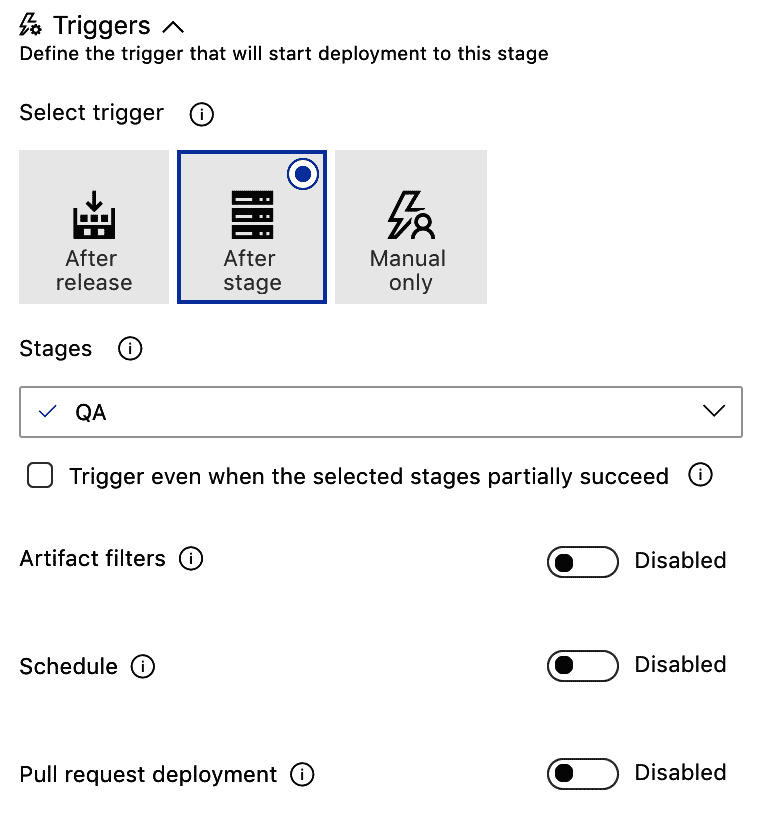 Triggers
Define the trigger that will start deployment to this stage
Select trigger
After
release
After
stage
Manual
only
Stages
QA
Trigger even when the selected stages partially succeed
Artifact filters
Disabled
Schedule
Disabled
Pull request deployment
Disabled